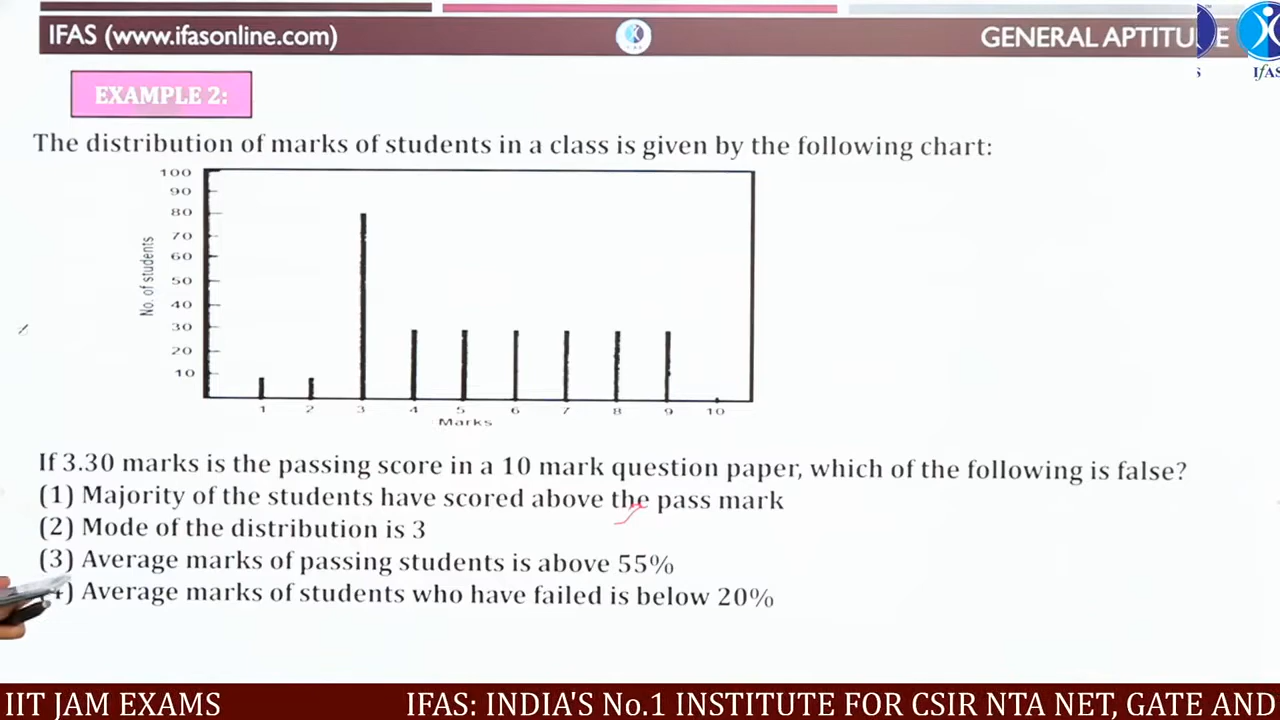 IFAS (www.ifasonline.com)
GENERAL APTITU E
S
IfAS
EXAMPLE 2:
The distribution of marks of students in a class is given by the following chart:
100
90
80
70
60
50
40
30
20
10
No. of students
1 2 3 4 5 6 7 8 9 10
Marks
If 3.30 marks is the passing score in a 10 mark question paper, which of the following is false?
(1) Majority of the students have scored above the pass mark
(2) Mode of the distribution is 3
(3) Average marks of passing students is above 55%
4) Average marks of students who have failed is below 20%
IIT JAM EXAMS IFAS: INDIA'S No.1 INSTITUTE FOR CSIR NTA NET, GATE AND